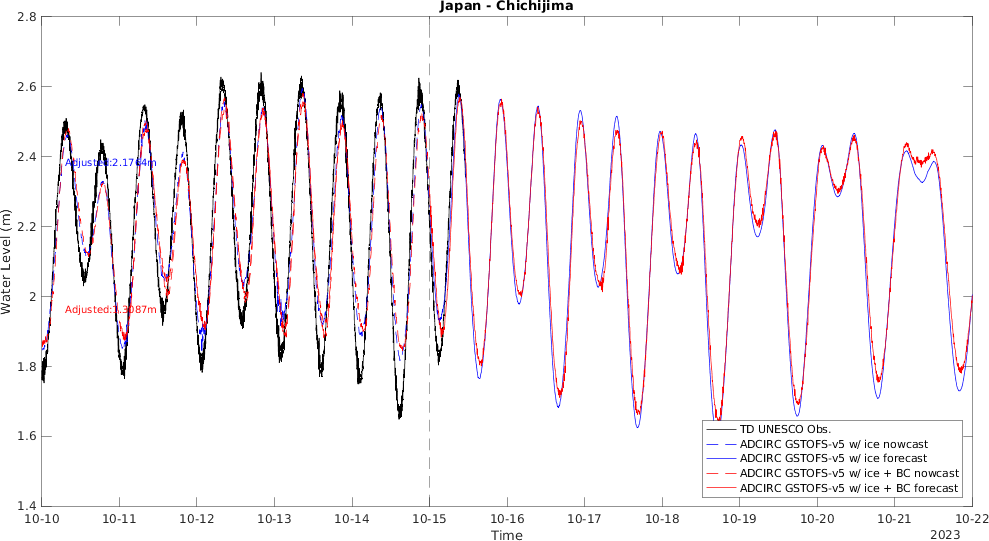 Japan - Chichijima
2.8
2.6
2.4
2.2
2
1.8
1.6
1.4
Water Level (m)
Adjusted:2.1764m
Adjusted:1.3087m
TD UNESCO Obs.
ADCIRC GSTOFS-v5 w/ ice nowcast
ADCIRC GSTOFS-v5 w/ ice forecast
ADCIRC GSTOFS-v5 w/ ice + BC nowcast
ADCIRC GSTOFS-v5 w/ ice + BC forecast
10-10 10-11 10-12 10-13 10-14 10-15 10-16 10-17 10-18 10-19 10-20 10-21 10-22
Time
2023